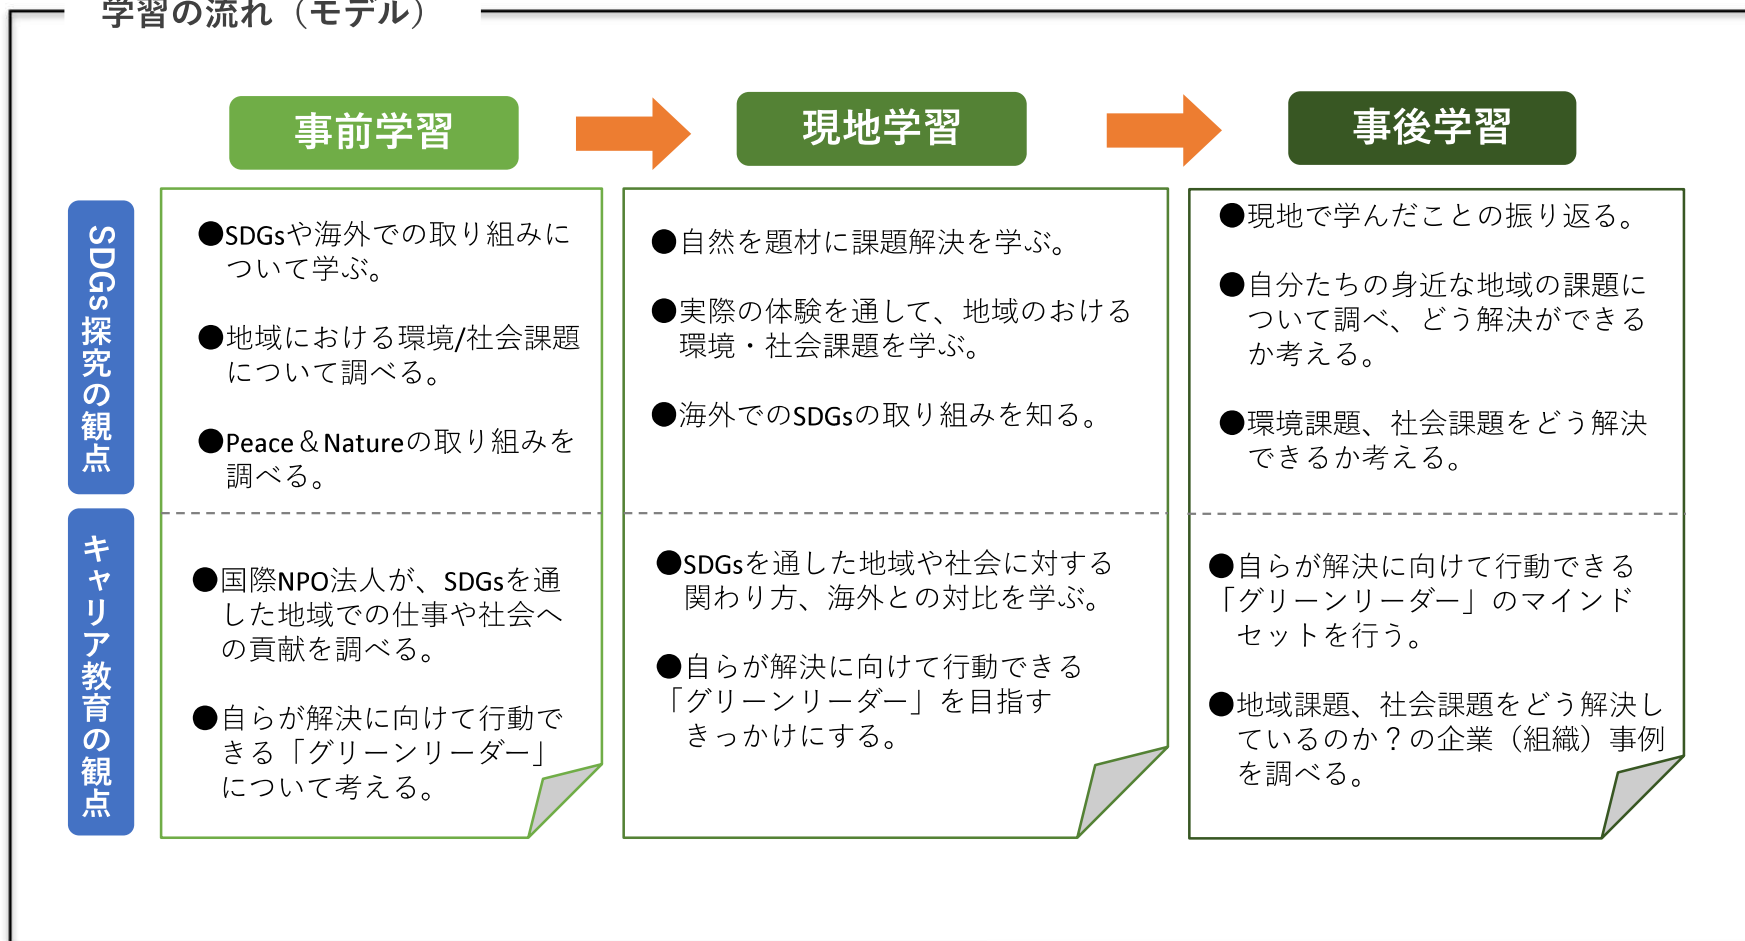 学習の流れ（モデル）
事前学習
現地学習
事後学習
SDGs探究の観点
●SDGsや海外での取り組みに
ついて学ぶ。
●地域における環境/社会課題
について調べる。
●Peace＆Natureの取り組みを
調べる。
●自然を題材に課題解決を学ぶ。
●実際の体験を通して、地域のおける
環境・社会課題を学ぶ。
●海外でのSDGsの取り組みを知る。
●現地で学んだことの振り返る。
●自分たちの身近な地域の課題に
ついて調べ、どう解決ができる
か考える。
●環境課題、社会課題をどう解決
できるか考える。
キャリア教育の観点
●国際NPO法人が、SDGsを通
した地域での仕事や社会へ
の貢献を調べる。
●自らが解決に向けて行動で
きる「グリーンリーダー」
について考える。
●SDGsを通した地域や社会に対する
関わり方、海外との対比を学ぶ。
●自らが解決に向けて行動できる
「グリーンリーダー」を目指す
きっかけにする。
●自らが解決に向けて行動できる
「グリーンリーダー」のマインド
セットを行う。
●地域課題、社会課題をどう解決し
ているのか？の企業（組織）事例
を調べる。